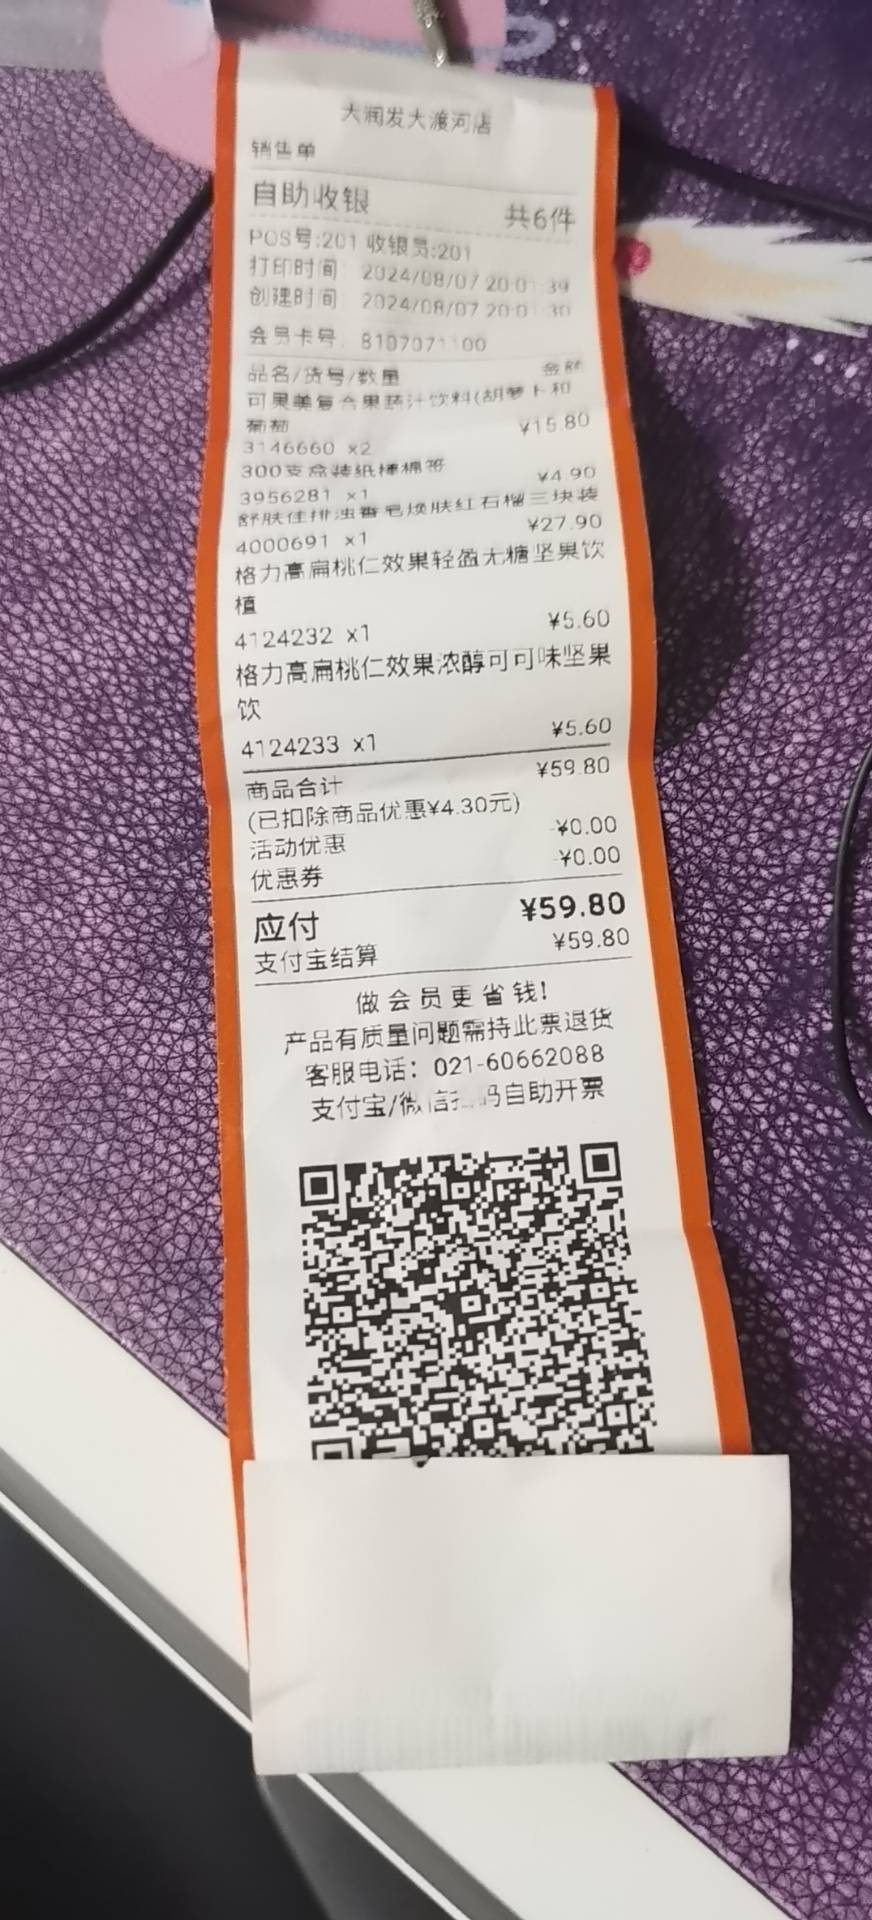 大润发大渡河店
销售单
自助收银 共6件
POS号:201 收银员:201
打印时间 2024/08/07 20:01:39
创建时间 2024/08/07 20:01:30
会员卡号
品名/货号/数量 金额
可果美复合果蔬汁饮料(胡萝卜和
葡萄 ¥15.80
3146660 x2
300支盒装纸棒棉签 ¥4.90
3956281 x1
舒肤佳排浊香皂焕肤红石榴三块装
4000691 x1 ¥27.90
格力高扁桃仁效果轻盈无糖坚果饮
植
4124232 x1 ¥5.60
格力高扁桃仁效果浓醇可可味坚果
饮
4124233 x1 ¥5.60
商品合计 ¥59.80
(已扣除商品优惠¥4.30元)
活动优惠 -¥0.00
优惠券 -¥0.00
应付 ¥59.80
支付宝结算 ¥59.80
做会员更省钱!
产品有质量问题需持此票退货
客服电话：021-60662088
支付宝/微信扫码自助开票